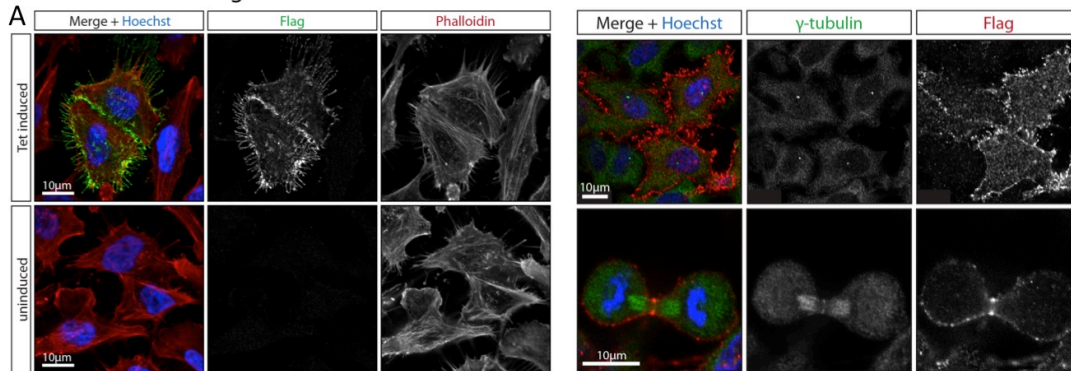 A
Merge + Hoechst
Flag
Phalloidin
Merge + Hoechst
γ-tubulin
Flag
Tet induced
10μm
10μm
uninduced
10μm
10μm